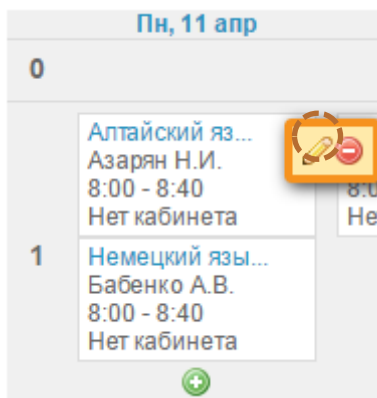 Пн, 11 апр
0
Алтайский яз...
Азарян Н.И.
8:00 - 8:40
Нет кабинета
1
Немецкий язы...
Бабенко А.В.
8:00 - 8:40
Нет кабинета